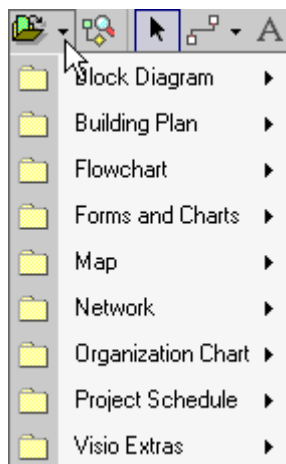 A
Block Diagram
Building Plan
Flowchart
Forms and Charts
Map
Network
Organization Chart
Project Schedule
Visio Extras